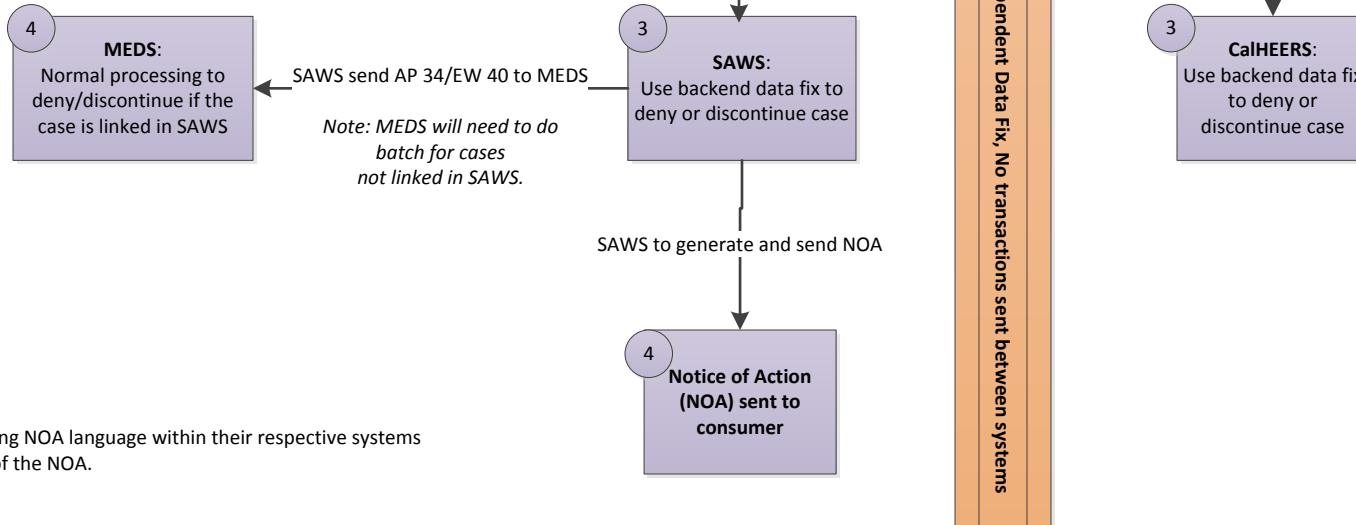 4
MEDS:
Normal processing to
deny/discontinue if the
case is linked in SAWS
SAWS send AP 34/EW 40 to MEDS
Note: MEDS will need to do
batch for cases
not linked in SAWS.
3
SAWS:
Use backend data fix to
deny or discontinue case
SAWS to generate and send NOA
4
Notice of Action
(NOA) sent to
consumer
ng NOA language within their respective systems
of the NOA.
pendent Data Fix, No transactions sent between systems
3
CalHEERS:
Use backend data fix
to deny or
discontinue case